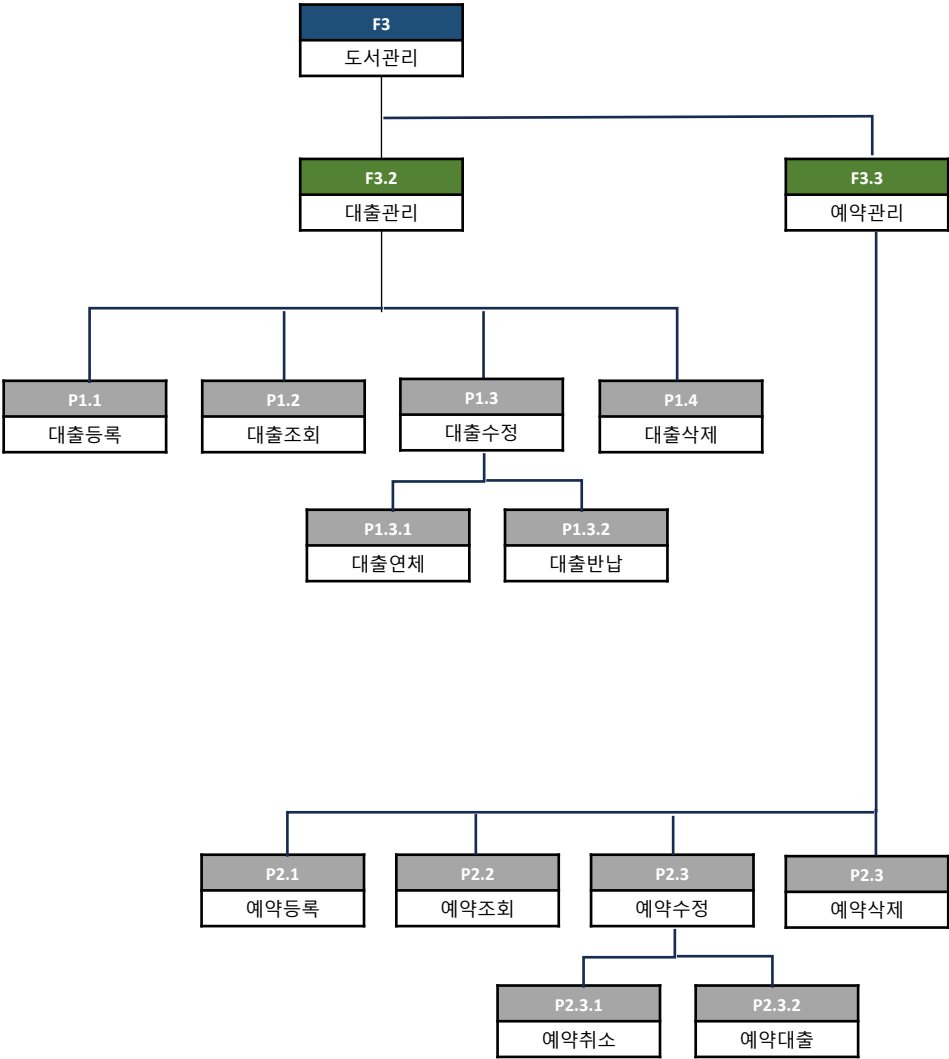 F3
도서관리
F3.2
대출관리
F3.3
예약관리
P1.1
대출등록
P1.2
대출조회
P1.3
대출수정
P1.4
대출삭제
P1.3.1
대출연체
P1.3.2
대출반납
P2.1
예약등록
P2.2
예약조회
P2.3
예약수정
P2.3
예약삭제
P2.3.1
예약취소
P2.3.2
예약대출